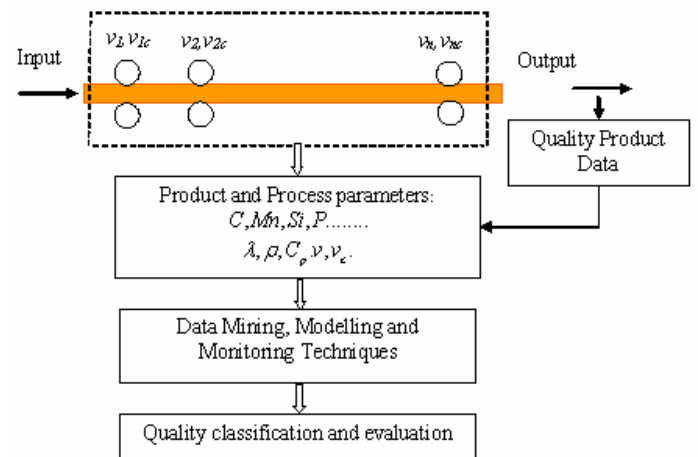 v1,v1c
v2,v2c
vn,vnc
Input
Output
Quality Product
Data
Product and Process parameters:
C,Mn,Si,P........
λ,ρ,Cp.v,vc.
Data Mining, Modelling and
Monitoring Techniques
Quality classification and evaluation